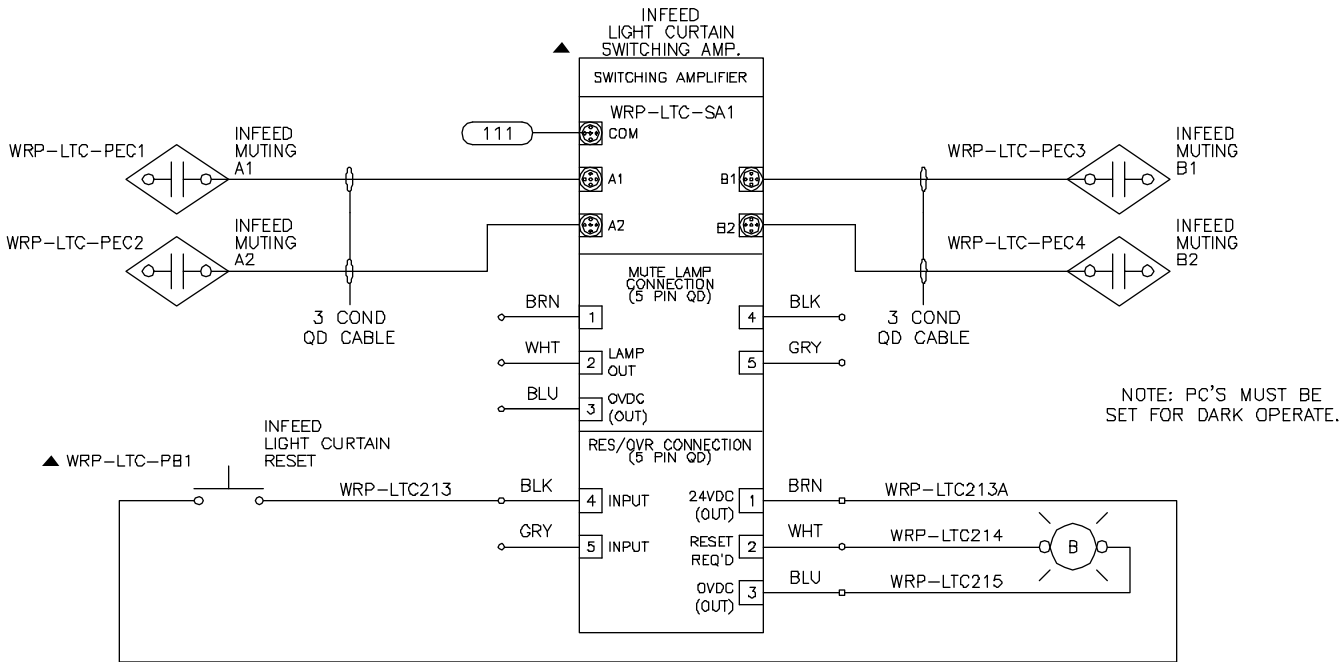 INFEED
LIGHT CURTAIN
SWITCHING AMP.
SWITCHING AMPLIFIER
WRP-LTC-SA1
111
COM
WRP-LTC-PEC1
INFEED
MUTING
A1
A1
B1
WRP-LTC-PEC3
INFEED
MUTING
B1
WRP-LTC-PEC2
INFEED
MUTING
A2
A2
B2
WRP-LTC-PEC4
INFEED
MUTING
B2
3 COND
QD CABLE
3 COND
QD CABLE
MUTE LAMP
CONNECTION
(5 PIN QD)
BRN
1
4
BLK
WHT
2
LAMP
OUT
5
GRY
BLU
3
OVDC
(OUT)
NOTE: PC'S MUST BE
SET FOR DARK OPERATE.
RES/OVR CONNECTION
(5 PIN QD)
WRP-LTC-PB1
INFEED
LIGHT CURTAIN
RESET
WRP-LTC213
BLK
4
INPUT
24VDC
(OUT)
1
BRN
WRP-LTC213A
GRY
5
INPUT
RESET
REQ'D
2
WHT
WRP-LTC214
B
OVDC
(OUT)
3
BLU
WRP-LTC215